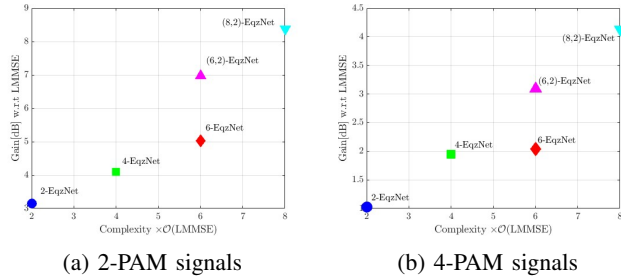 9
8
7
6
5
4
3
2
3
4
5
6
7
8
Gain[dB] w.r.t LMMSE
Complexity ×𝒪(LMMSE)
(8,2)-EqzNet
(6,2)-EqzNet
6-EqzNet
4-EqzNet
2-EqzNet
(a) 2-PAM signals
4.5
4
3.5
3
2.5
2
1.5
1
2
3
4
5
6
7
8
Gain[dB] w.r.t LMMSE
Complexity ×𝒪(LMMSE)
(8,2)-EqzNet
(6,2)-EqzNet
6-EqzNet
4-EqzNet
2-EqzNet
(b) 4-PAM signals